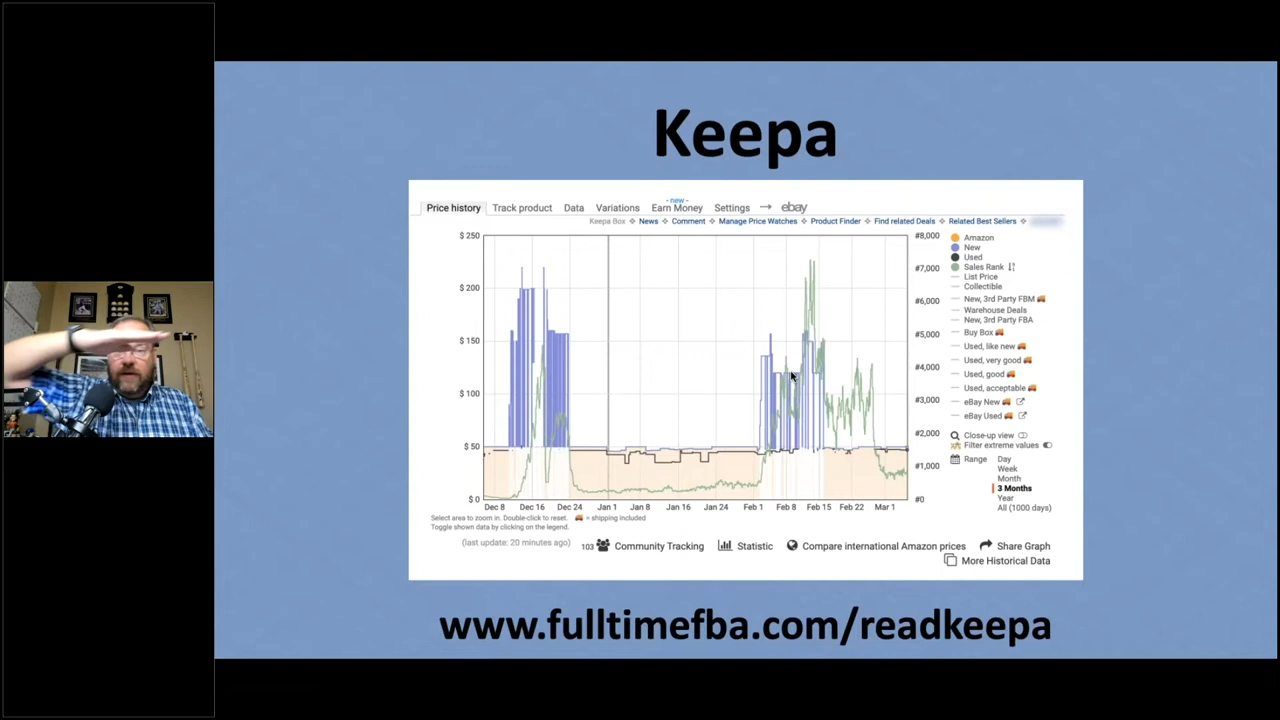 Keepa
Price history Track product Data Variations - new - Earn Money Settings → ebay
Keepa Box News Comment Manage Price Watches Product Finder Find related Deals Related Best Sellers
$ 250
$ 200
$ 150
$ 100
$ 50
$ 0
#8,000
#7,000
#6,000
#5,000
#4,000
#3,000
#2,000
#1,000
#0
Dec 8 Dec 16 Dec 24 Jan 1 Jan 8 Jan 16 Jan 24 Feb 1 Feb 8 Feb 15 Feb 22 Mar 1
Amazon
New
Used
Sales Rank
List Price
Collectible
New, 3rd Party FBM
Warehouse Deals
New, 3rd Party FBA
Buy Box
Used, like new
Used, very good
Used, good
Used, acceptable
eBay New
eBay Used
Close-up view
Filter extreme values
Range Day
Week
Month
3 Months
Year
All (1000 days)
Select area to zoom in. Double-click to reset. = shipping included
Toggle shown data by clicking on the legend.
(last update: 20 minutes ago) 103 Community Tracking Statistic Compare international Amazon prices Share Graph
More Historical Data
www.fulltimefba.com/readkeepa